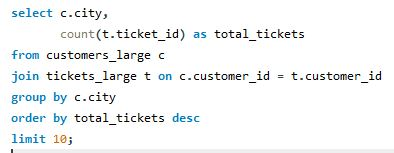 select c.city,
       count(t.ticket_id) as total_tickets
from customers_large c
join tickets_large t on c.customer_id = t.customer_id
group by c.city
order by total_tickets desc
limit 10;